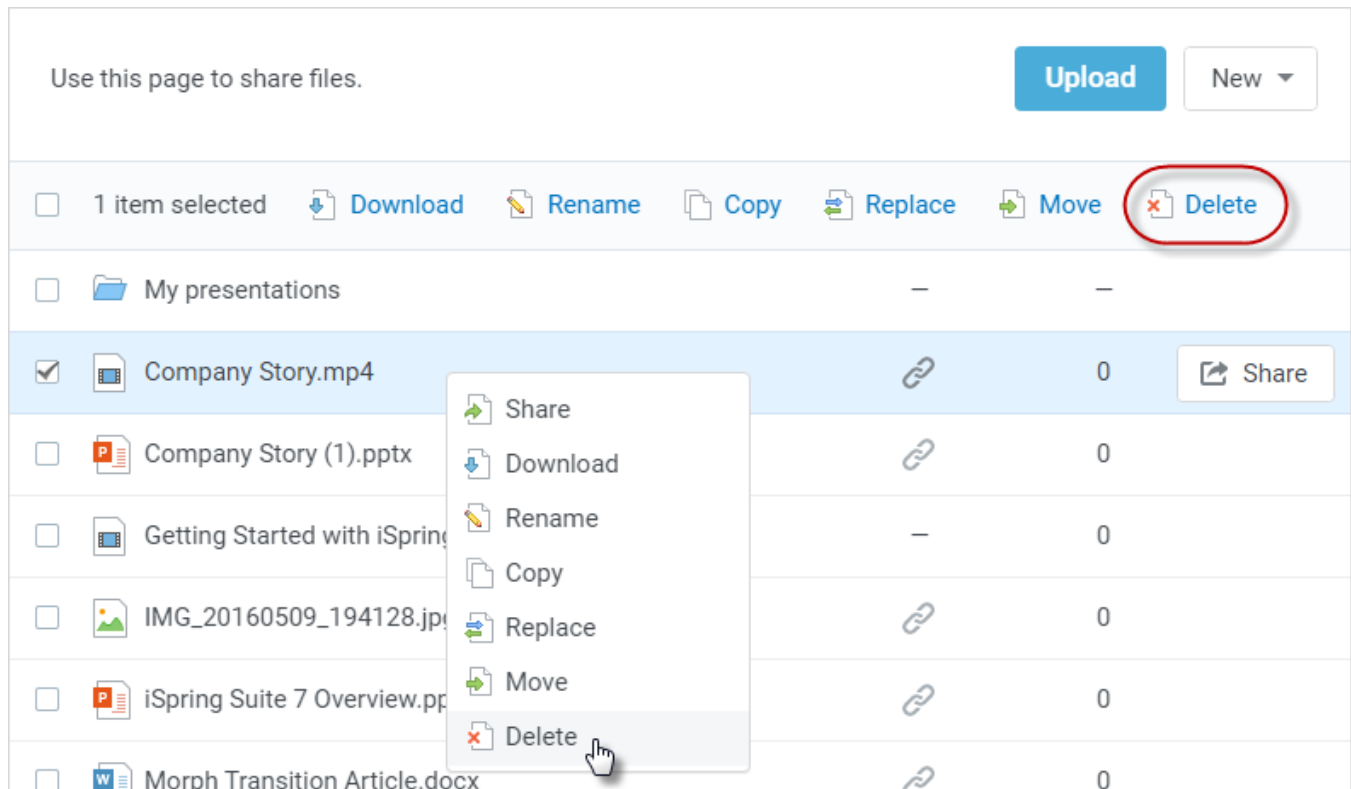 Use this page to share files.
Upload
New
1 item selected Download Rename Copy Replace Move Delete
My presentations — —
Company Story.mp4 0 Share
Share
Company Story (1).pptx 0
Download
Rename
Getting Started with iSpring — 0
Copy
IMG_20160509_194128.jpg 0
Replace
Move
iSpring Suite 7 Overview.pp 0
Delete
Morph Transition Article.docx 0